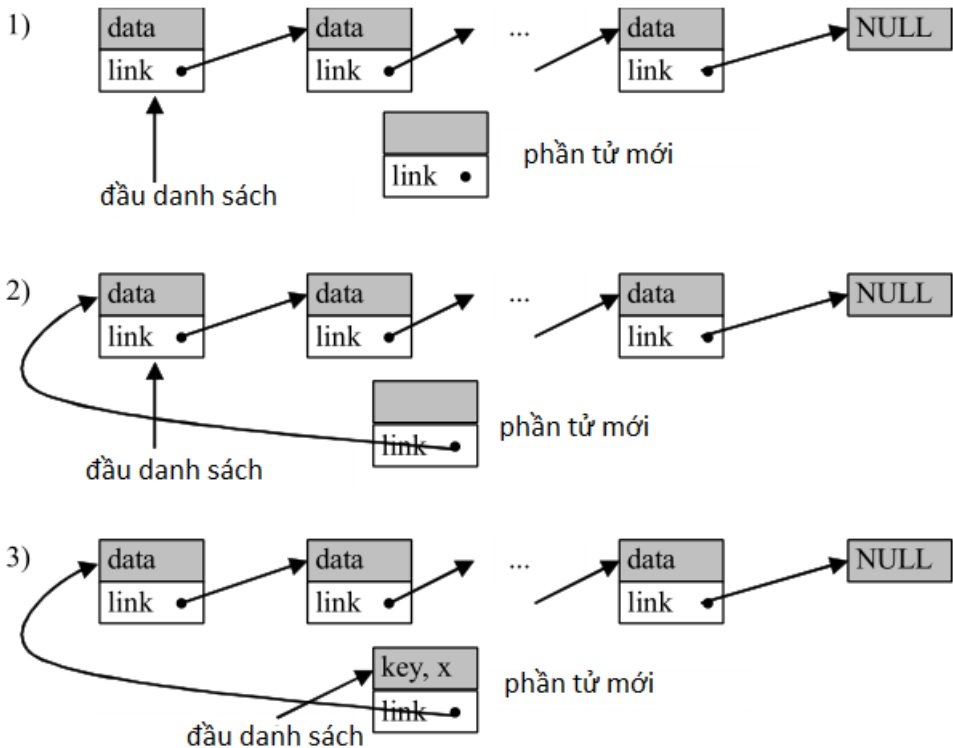 1) data data ... data NULL
link link link
phần tử mới
link
đầu danh sách
2) data data ... data NULL
link link link
phần tử mới
link
đầu danh sách
3) data data ... data NULL
link link link
key, x
phần tử mới
link
đầu danh sách